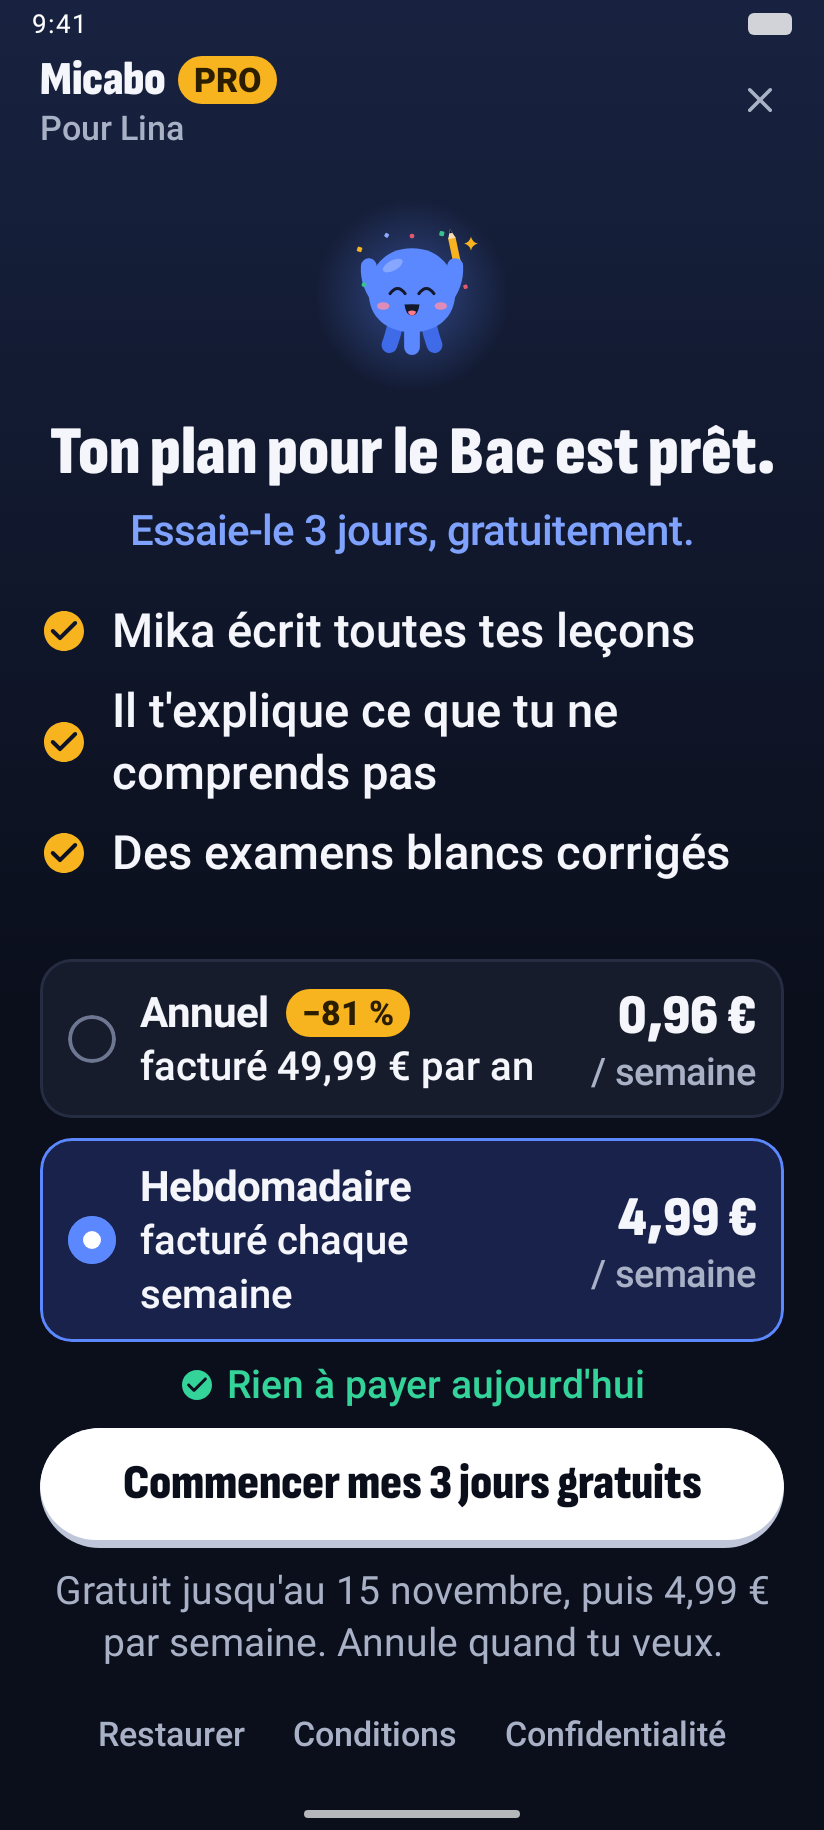 9:41
Micabo PRO
Pour Lina
Ton plan pour le Bac est prêt.
Essaie-le 3 jours, gratuitement.
Mika écrit toutes tes leçons
Il t'explique ce que tu ne
comprends pas
Des examens blancs corrigés
Annuel −81 %
facturé 49,99 € par an
0,96 €
/ semaine
Hebdomadaire
facturé chaque
semaine
4,99 €
/ semaine
Rien à payer aujourd'hui
Commencer mes 3 jours gratuits
Gratuit jusqu'au 15 novembre, puis 4,99 €
par semaine. Annule quand tu veux.
Restaurer Conditions Confidentialité